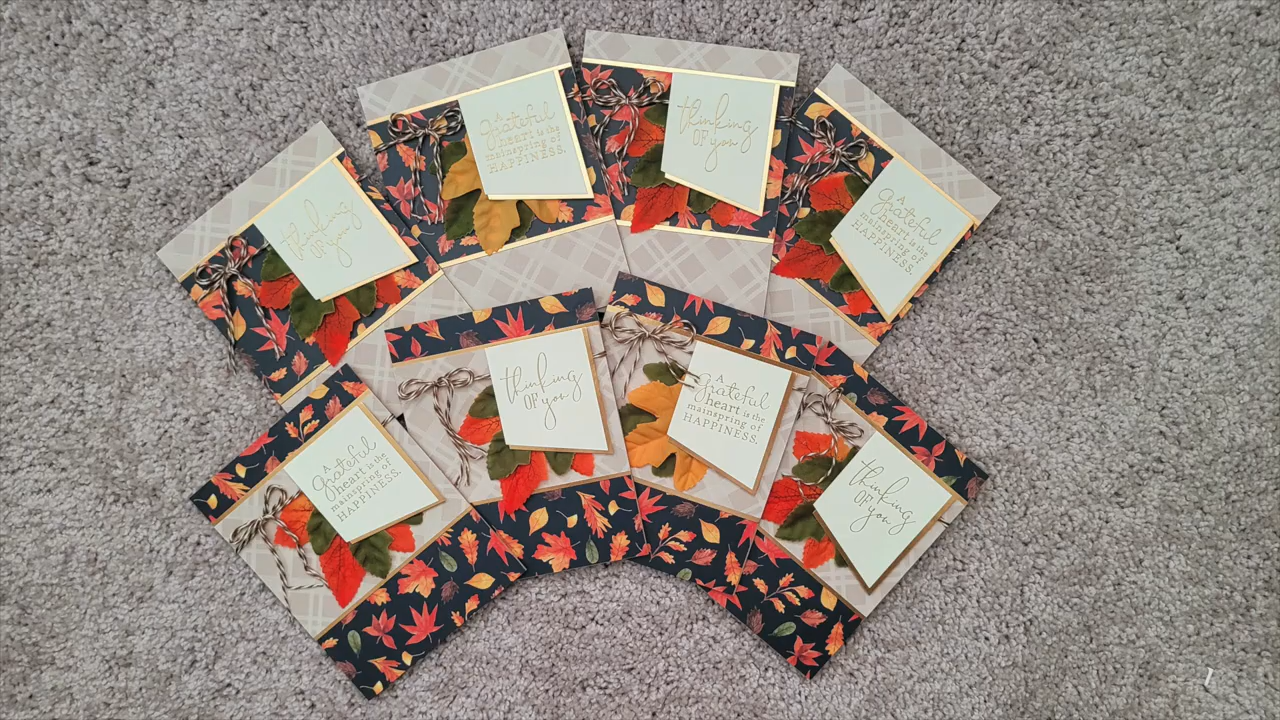 thinking
OF you
A
grateful
heart is the
mainspring of
HAPPINESS.
thinking
OF you
A
grateful
heart is the
mainspring of
HAPPINESS.
A
grateful
heart is the
mainspring of
HAPPINESS.
thinking
OF you
A
grateful
heart is the
mainspring of
HAPPINESS.
thinking
OF you